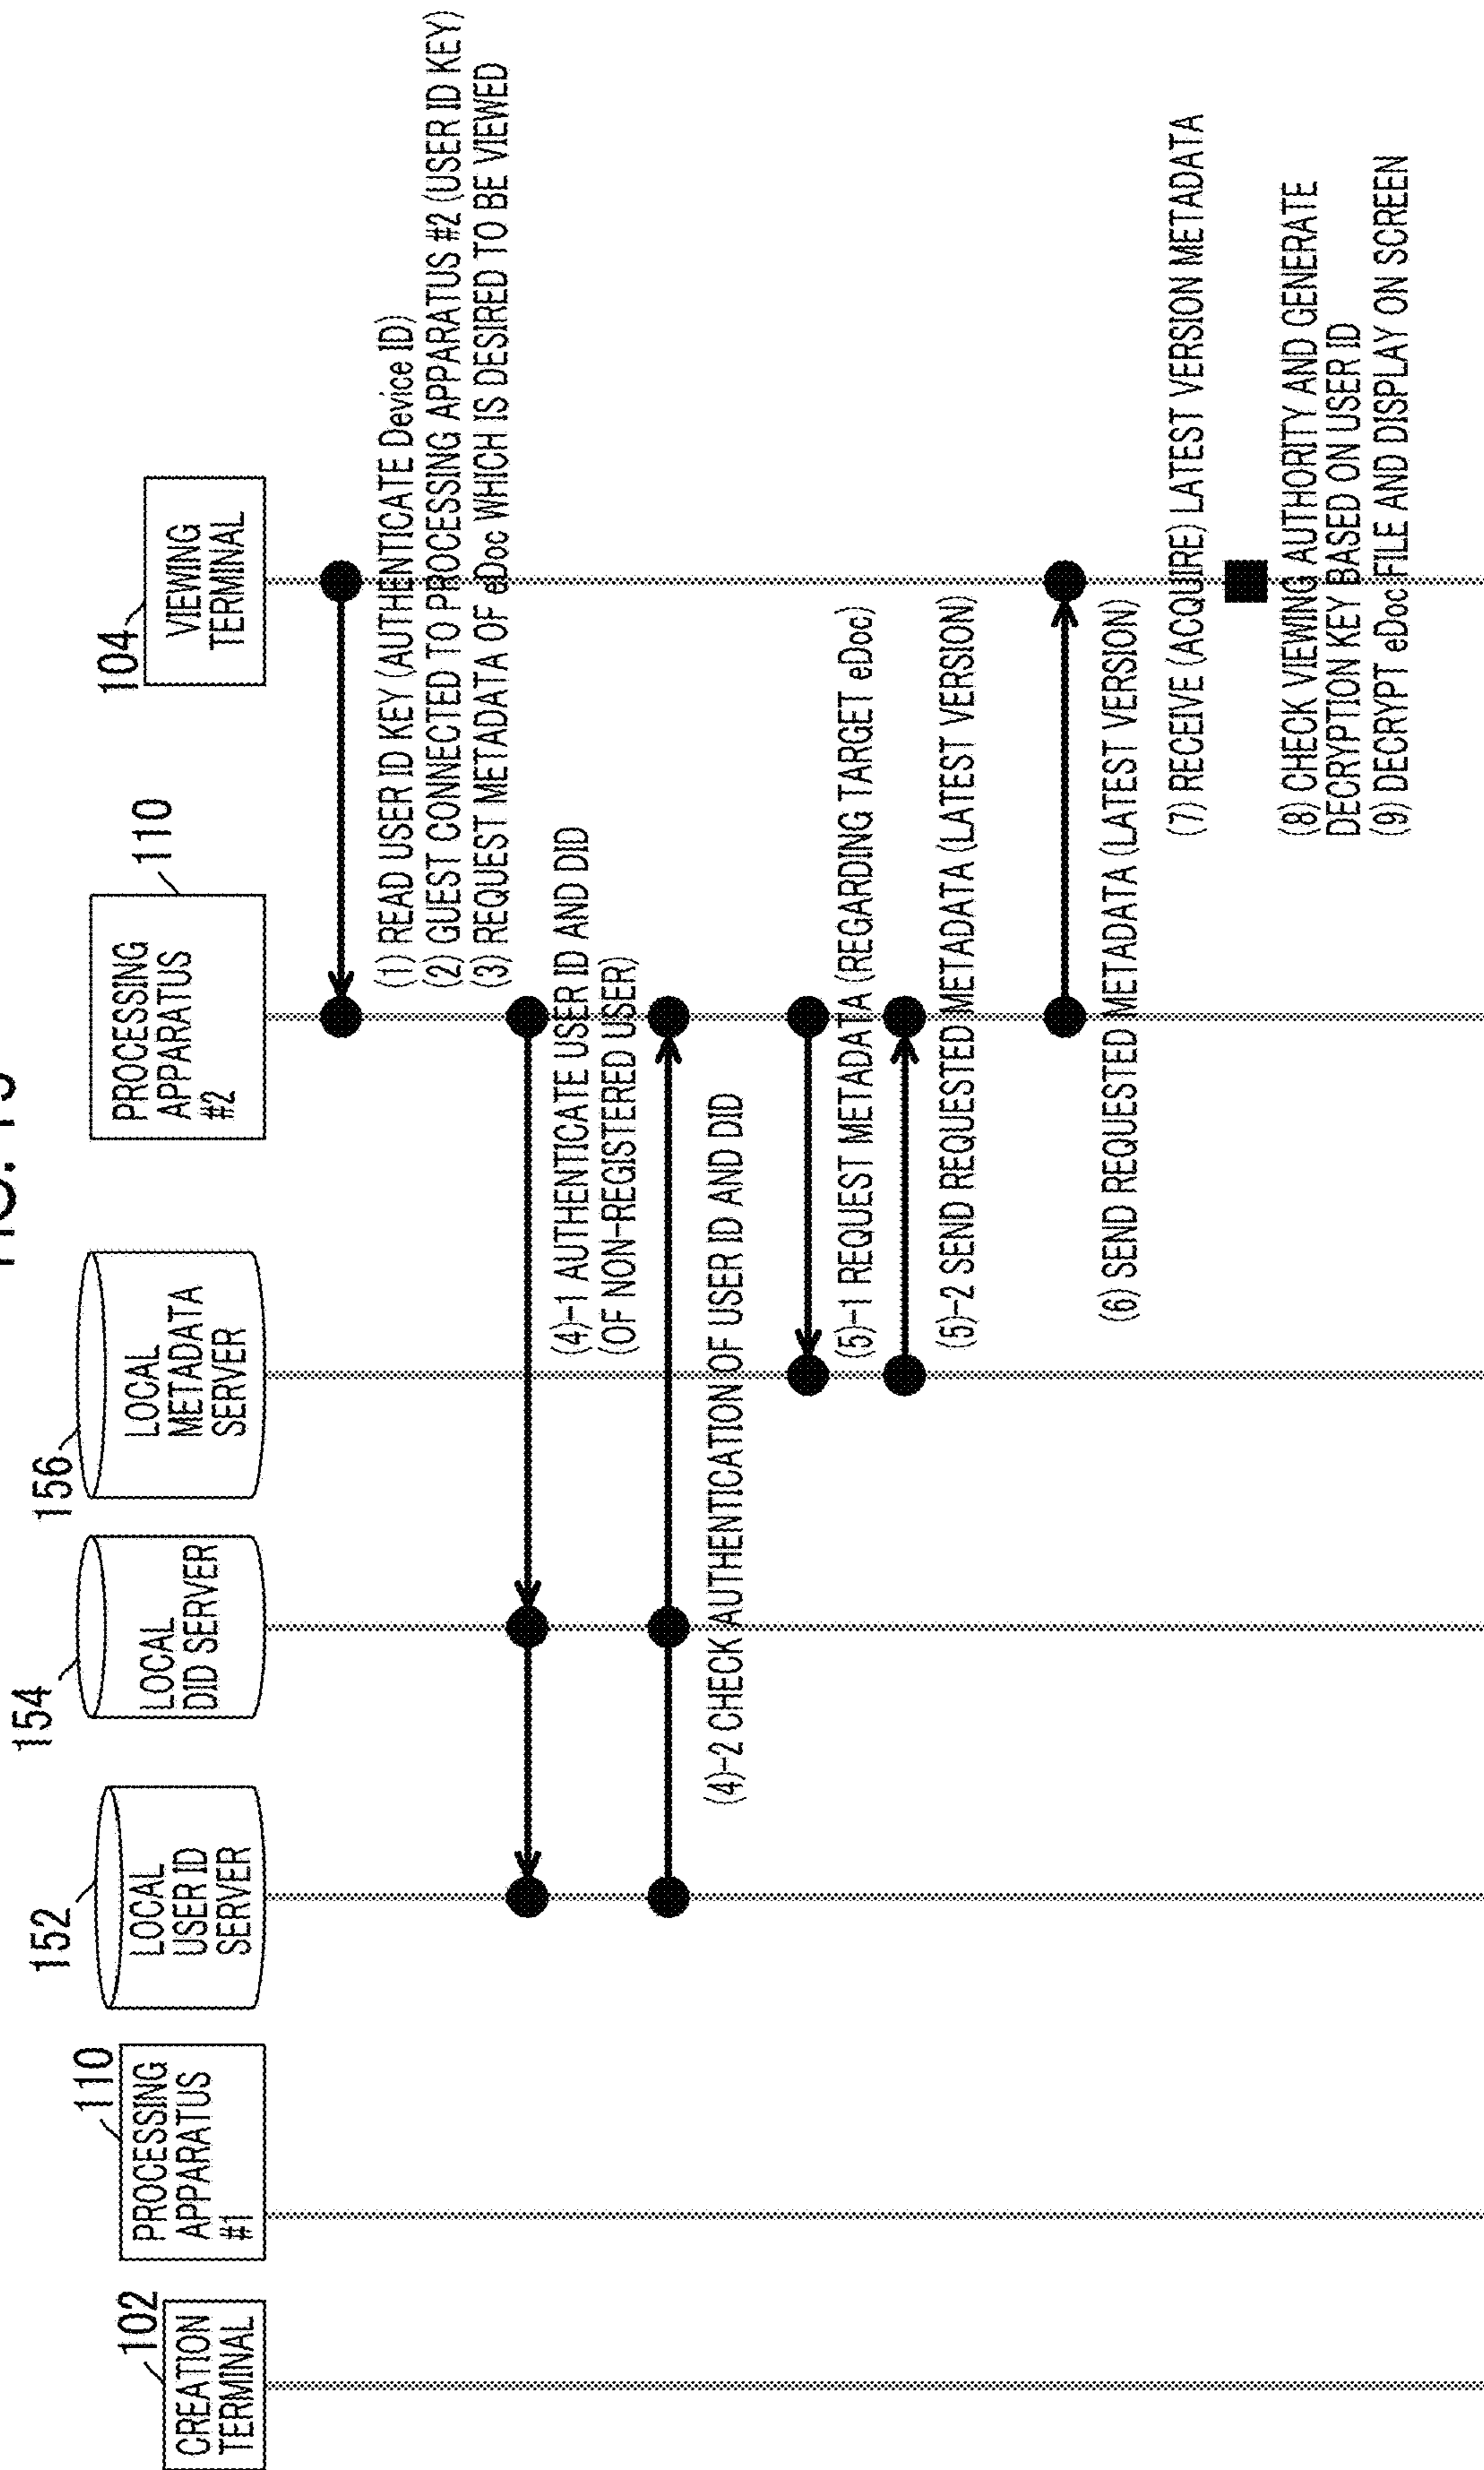 102
CREATION
TERMINAL
110
PROCESSING
APPARATUS
#1
152
LOCAL
USER ID
SERVER
154
LOCAL
DID SERVER
156
LOCAL
METADATA
SERVER
110
PROCESSING
APPARATUS
#2
104
VIEWING
TERMINAL
(1) READ USER ID KEY (AUTHENTICATE Device ID)
(2) GUEST CONNECTED TO PROCESSING APPARATUS #2 (USER ID KEY)
(3) REQUEST METADATA OF eDoc WHICH IS DESIRED TO BE VIEWED
(4)-1 AUTHENTICATE USER ID AND DID
(OF NON-REGISTERED USER)
(4)-2 CHECK AUTHENTICATION OF USER ID AND DID
(5)-1 REQUEST METADATA (REGARDING TARGET eDoc)
(5)-2 SEND REQUESTED METADATA (LATEST VERSION)
(6) SEND REQUESTED METADATA (LATEST VERSION)
(7) RECEIVE (ACQUIRE) LATEST VERSION METADATA
(8) CHECK VIEWING AUTHORITY AND GENERATE
DECRYPTION KEY BASED ON USER ID
(9) DECRYPT eDoc FILE AND DISPLAY ON SCREEN